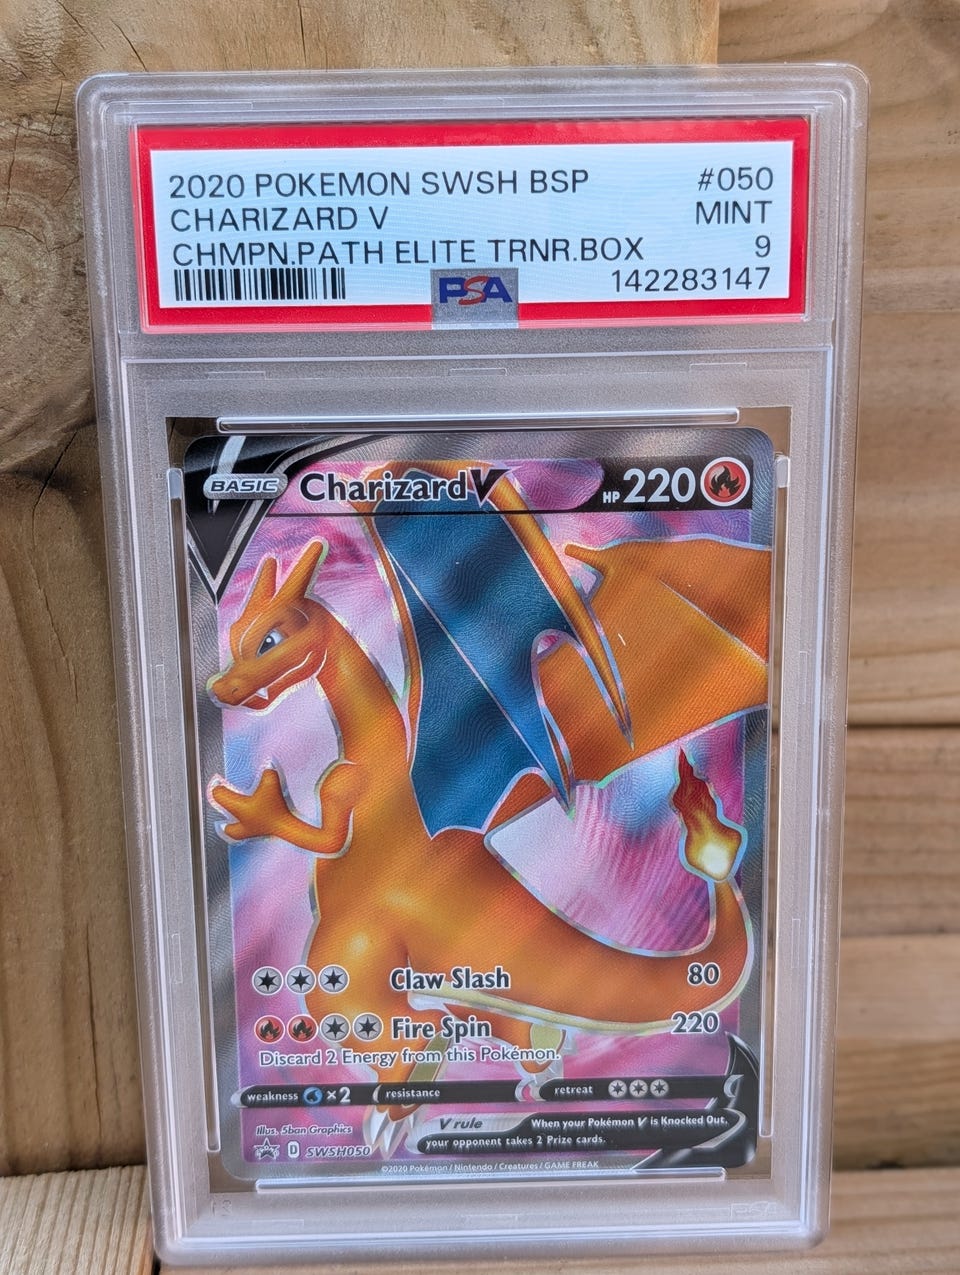 2020 POKEMON SWSH BSP #050
CHARIZARD V MINT
CHMPN.PATH ELITE TRNR.BOX 9
PSA 142283147
BASIC Charizard V HP 220
Claw Slash 80
Fire Spin 220
Discard 2 Energy from this Pokémon.
weakness ×2 resistance retreat
V rule When your Pokémon V is Knocked Out,
your opponent takes 2 Prize cards.
Illus. 5ban Graphics
D SWSH050
©2020 Pokémon / Nintendo / Creatures / GAME FREAK